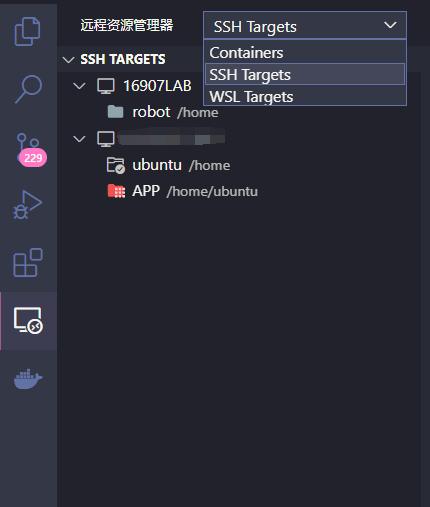 远程资源管理器
SSH Targets
Containers
SSH Targets
WSL Targets
SSH TARGETS
16907LAB
robot /home
ubuntu /home
APP /home/ubuntu
229